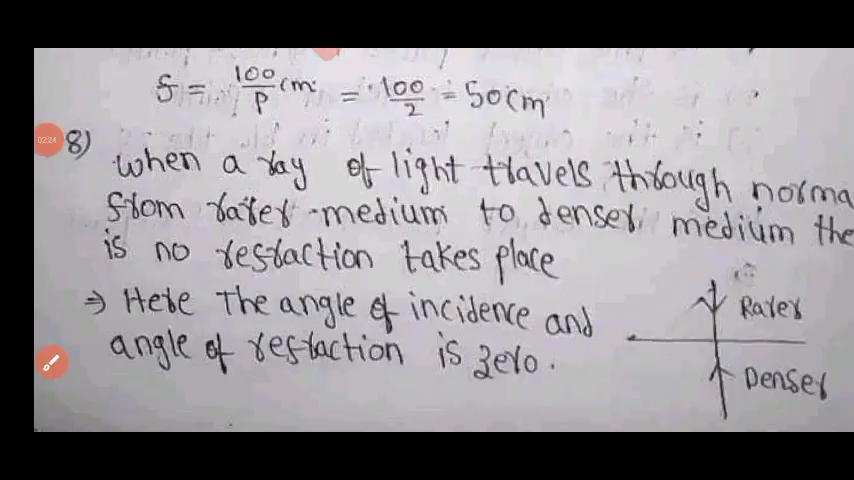 f = 100/P cm. = 100/2 = 50cm
02:24
8)
When a ray of light travels through norma
from rarer medium to denser medium the
is no refraction takes place
⇒ Here The angle of incidence and
angle of refraction is zero.
Rarer
Denser